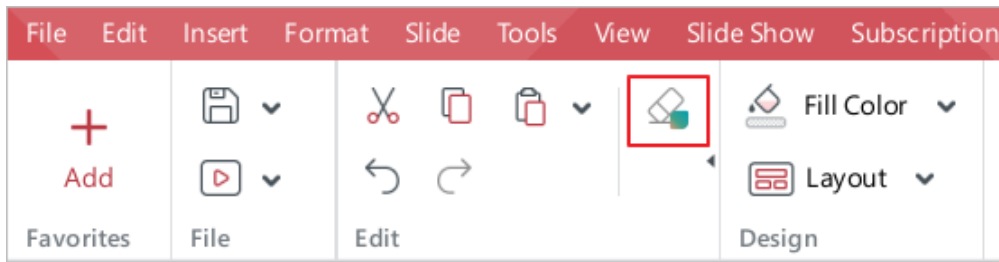 File Edit Insert Format Slide Tools View Slide Show Subscription
Add
Fill Color
Layout
Favorites File Edit Design